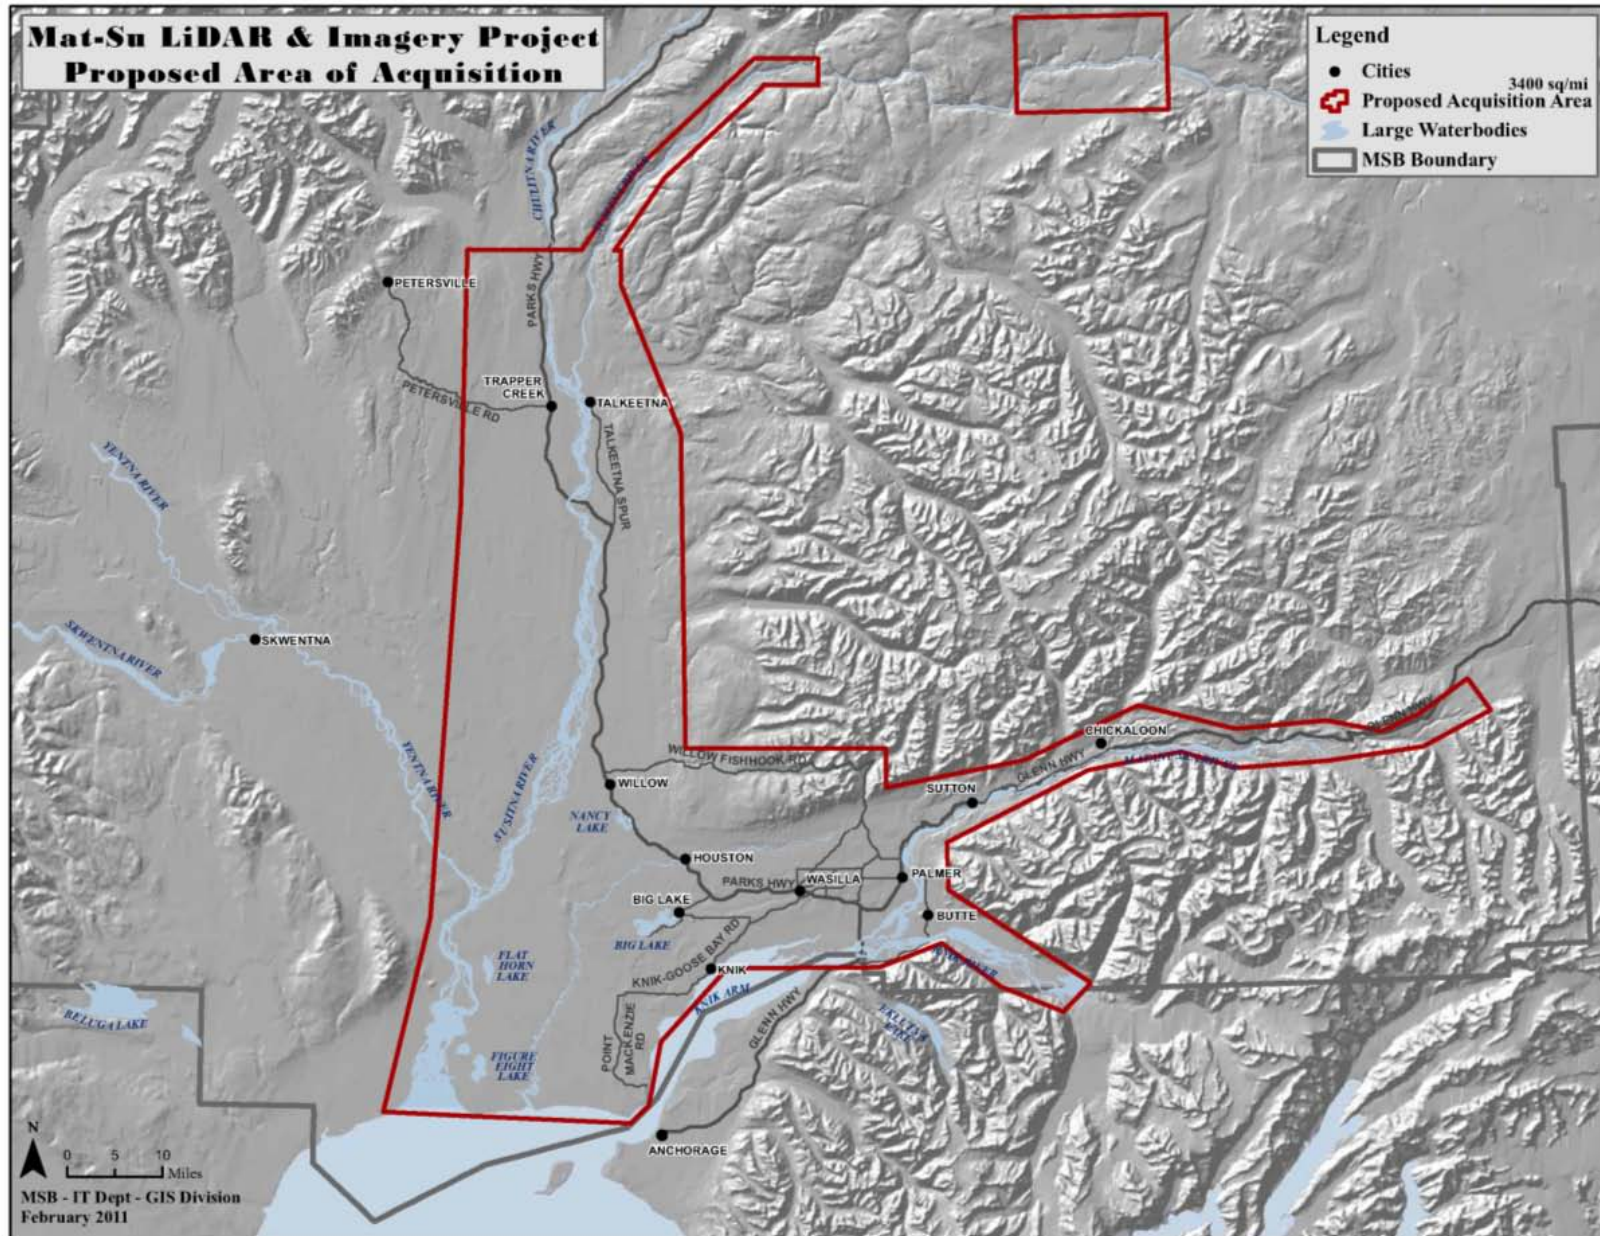 Mat-Su LiDAR & Imagery Project
Proposed Area of Acquisition
Legend
Cities
3400 sq/mi
Proposed Acquisition Area
Large Waterbodies
MSB Boundary
CHULITNA RIVER
PARKS HWY
PETERSVILLE
TRAPPER
CREEK
TALKEETNA
PETERSVILLE RD
TALKEETNA SPUR
YENTNA RIVER
SKWENTNA RIVER
SKWENTNA
YENTNA RIVER
SUSITNA RIVER
WILLOW FISHHOOK RD
WILLOW
NANCY
LAKE
CHICKALOON
GLENN HWY
GLENN HWY
MATANUSKA RIVER
SUTTON
HOUSTON
PARKS HWY
WASILLA
PALMER
BIG LAKE
BUTTE
BIG LAKE
KNIK-GOOSE BAY RD
KNIK
KNIK RIVER
FLAT
HORN
LAKE
KNIK ARM
GLENN HWY
EKLUTNA
LAKE
BELUGA LAKE
FIGURE
EIGHT
LAKE
POINT
MACKENZIE
RD
ANCHORAGE
N
0 5 10
Miles
MSB - IT Dept - GIS Division
February 2011